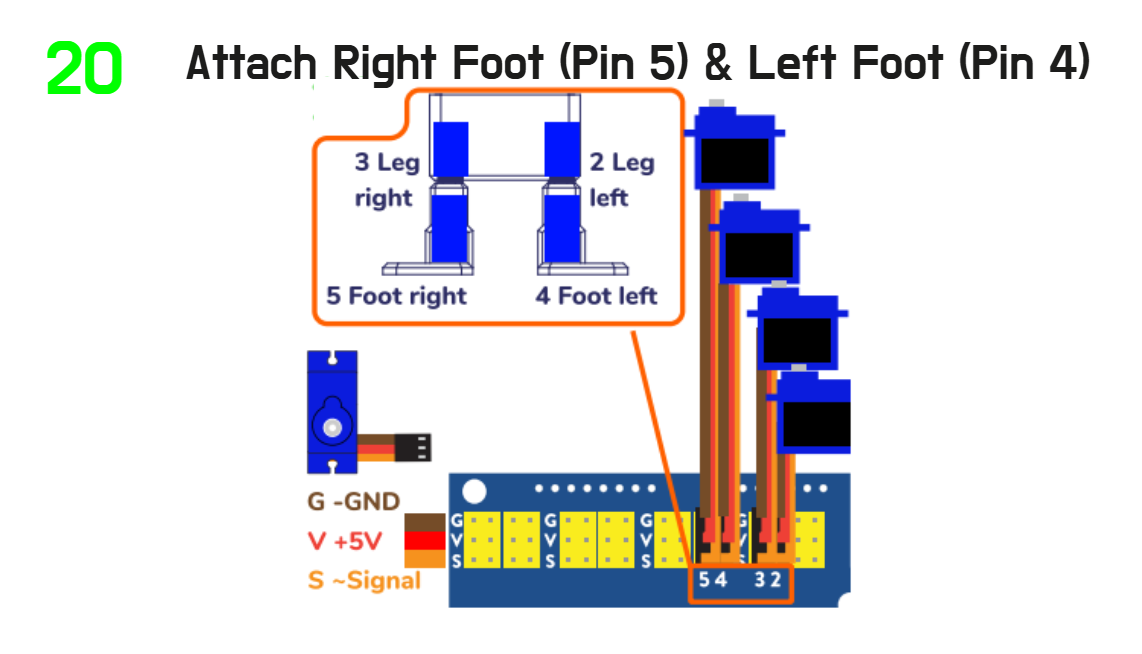 20 Attach Right Foot (Pin 5) & Left Foot (Pin 4)
3 Leg
right
2 Leg
left
5 Foot right
4 Foot left
G -GND
V +5V
S ~Signal
G G G G
V V V V
S S S S
5 4 3 2